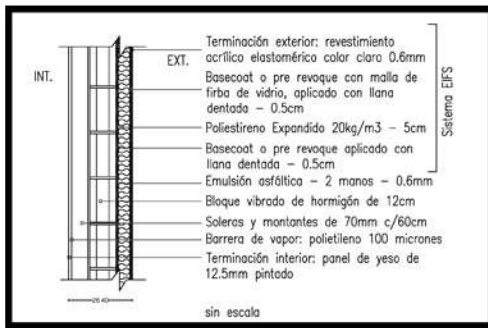 INT.
EXT.
Terminación exterior: revestimiento
acrílico elastomérico color claro 0.6mm
Basecoat o pre revoque con malla de
firba de vidrio, aplicado con llana
dentada – 0.5cm
Poliestireno Expandido 20kg/m3 – 5cm
Basecoat o pre revoque aplicado con
llana dentada – 0.5cm
Emulsión asfáltica – 2 manos – 0.6mm
Bloque vibrado de hormigón de 12cm
Soleras y montantes de 70mm c/60cm
Barrera de vapor: polietileno 100 micrones
Terminación interior: panel de yeso de
12.5mm pintado
Sistema EIFS
26.40
sin escala